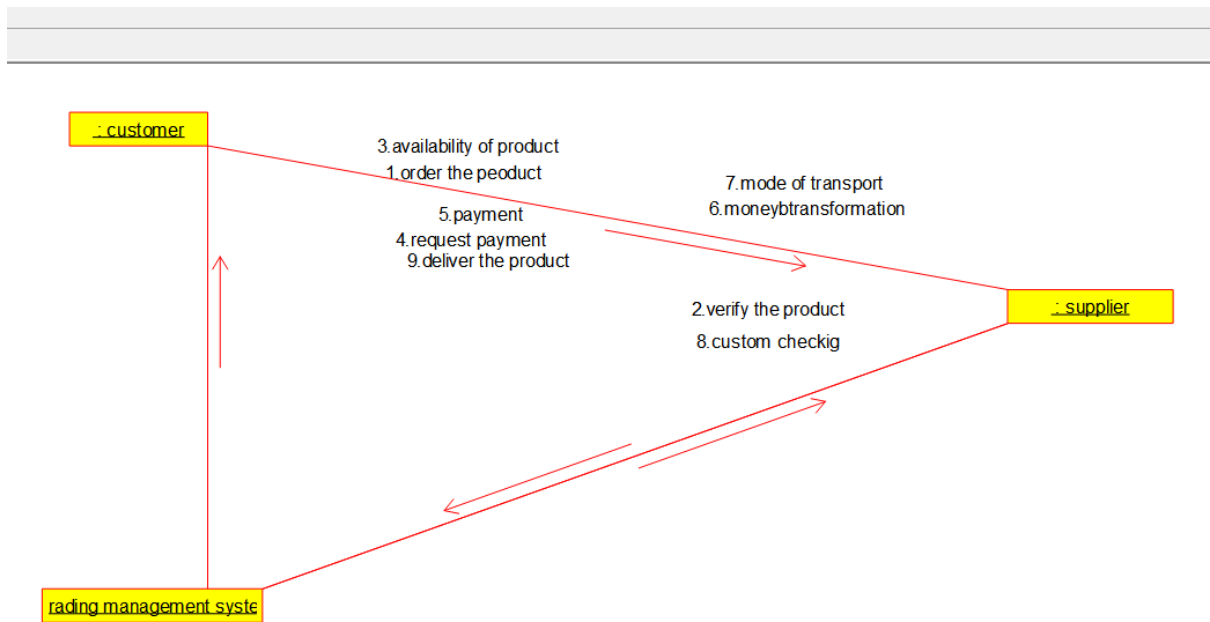 : customer
3.availability of product
1.order the peoduct
7.mode of transport
6.moneybtransformation
5.payment
4.request payment
9.deliver the product
2.verify the product
: supplier
8.custom checkig
rading management syste